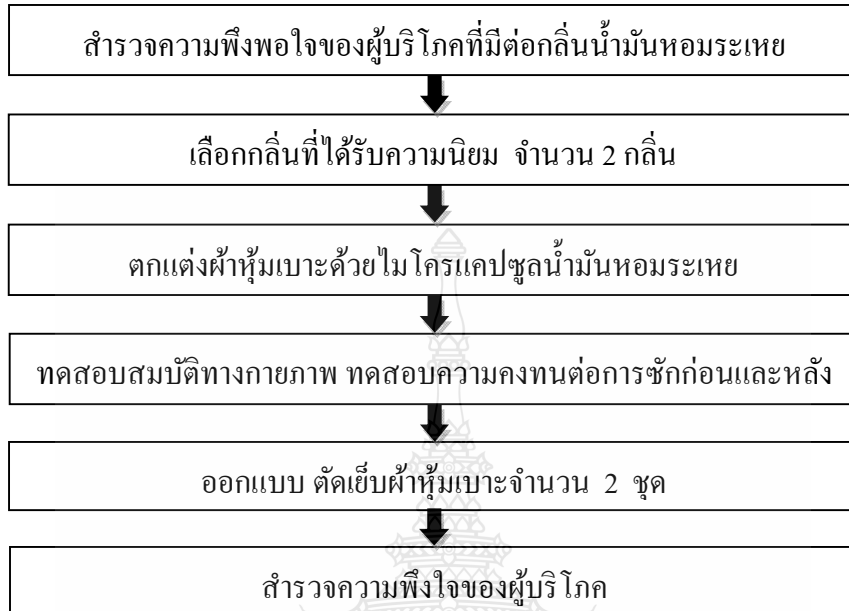 สำรวจความพึงพอใจของผู้บริโภคที่มีต่อกลิ่นน้ำมันหอมระเหย
เลือกกลิ่นที่ได้รับความนิยม จำนวน 2 กลิ่น
ตกแต่งผ้าหุ้มเบาะด้วยไมโครแคปซูลน้ำมันหอมระเหย
ทดสอบสมบัติทางกายภาพ ทดสอบความคงทนต่อการซักก่อนและหลัง
ออกแบบ ตัดเย็บผ้าหุ้มเบาะจำนวน 2 ชุด
สำรวจความพึงใจของผู้บริโภค